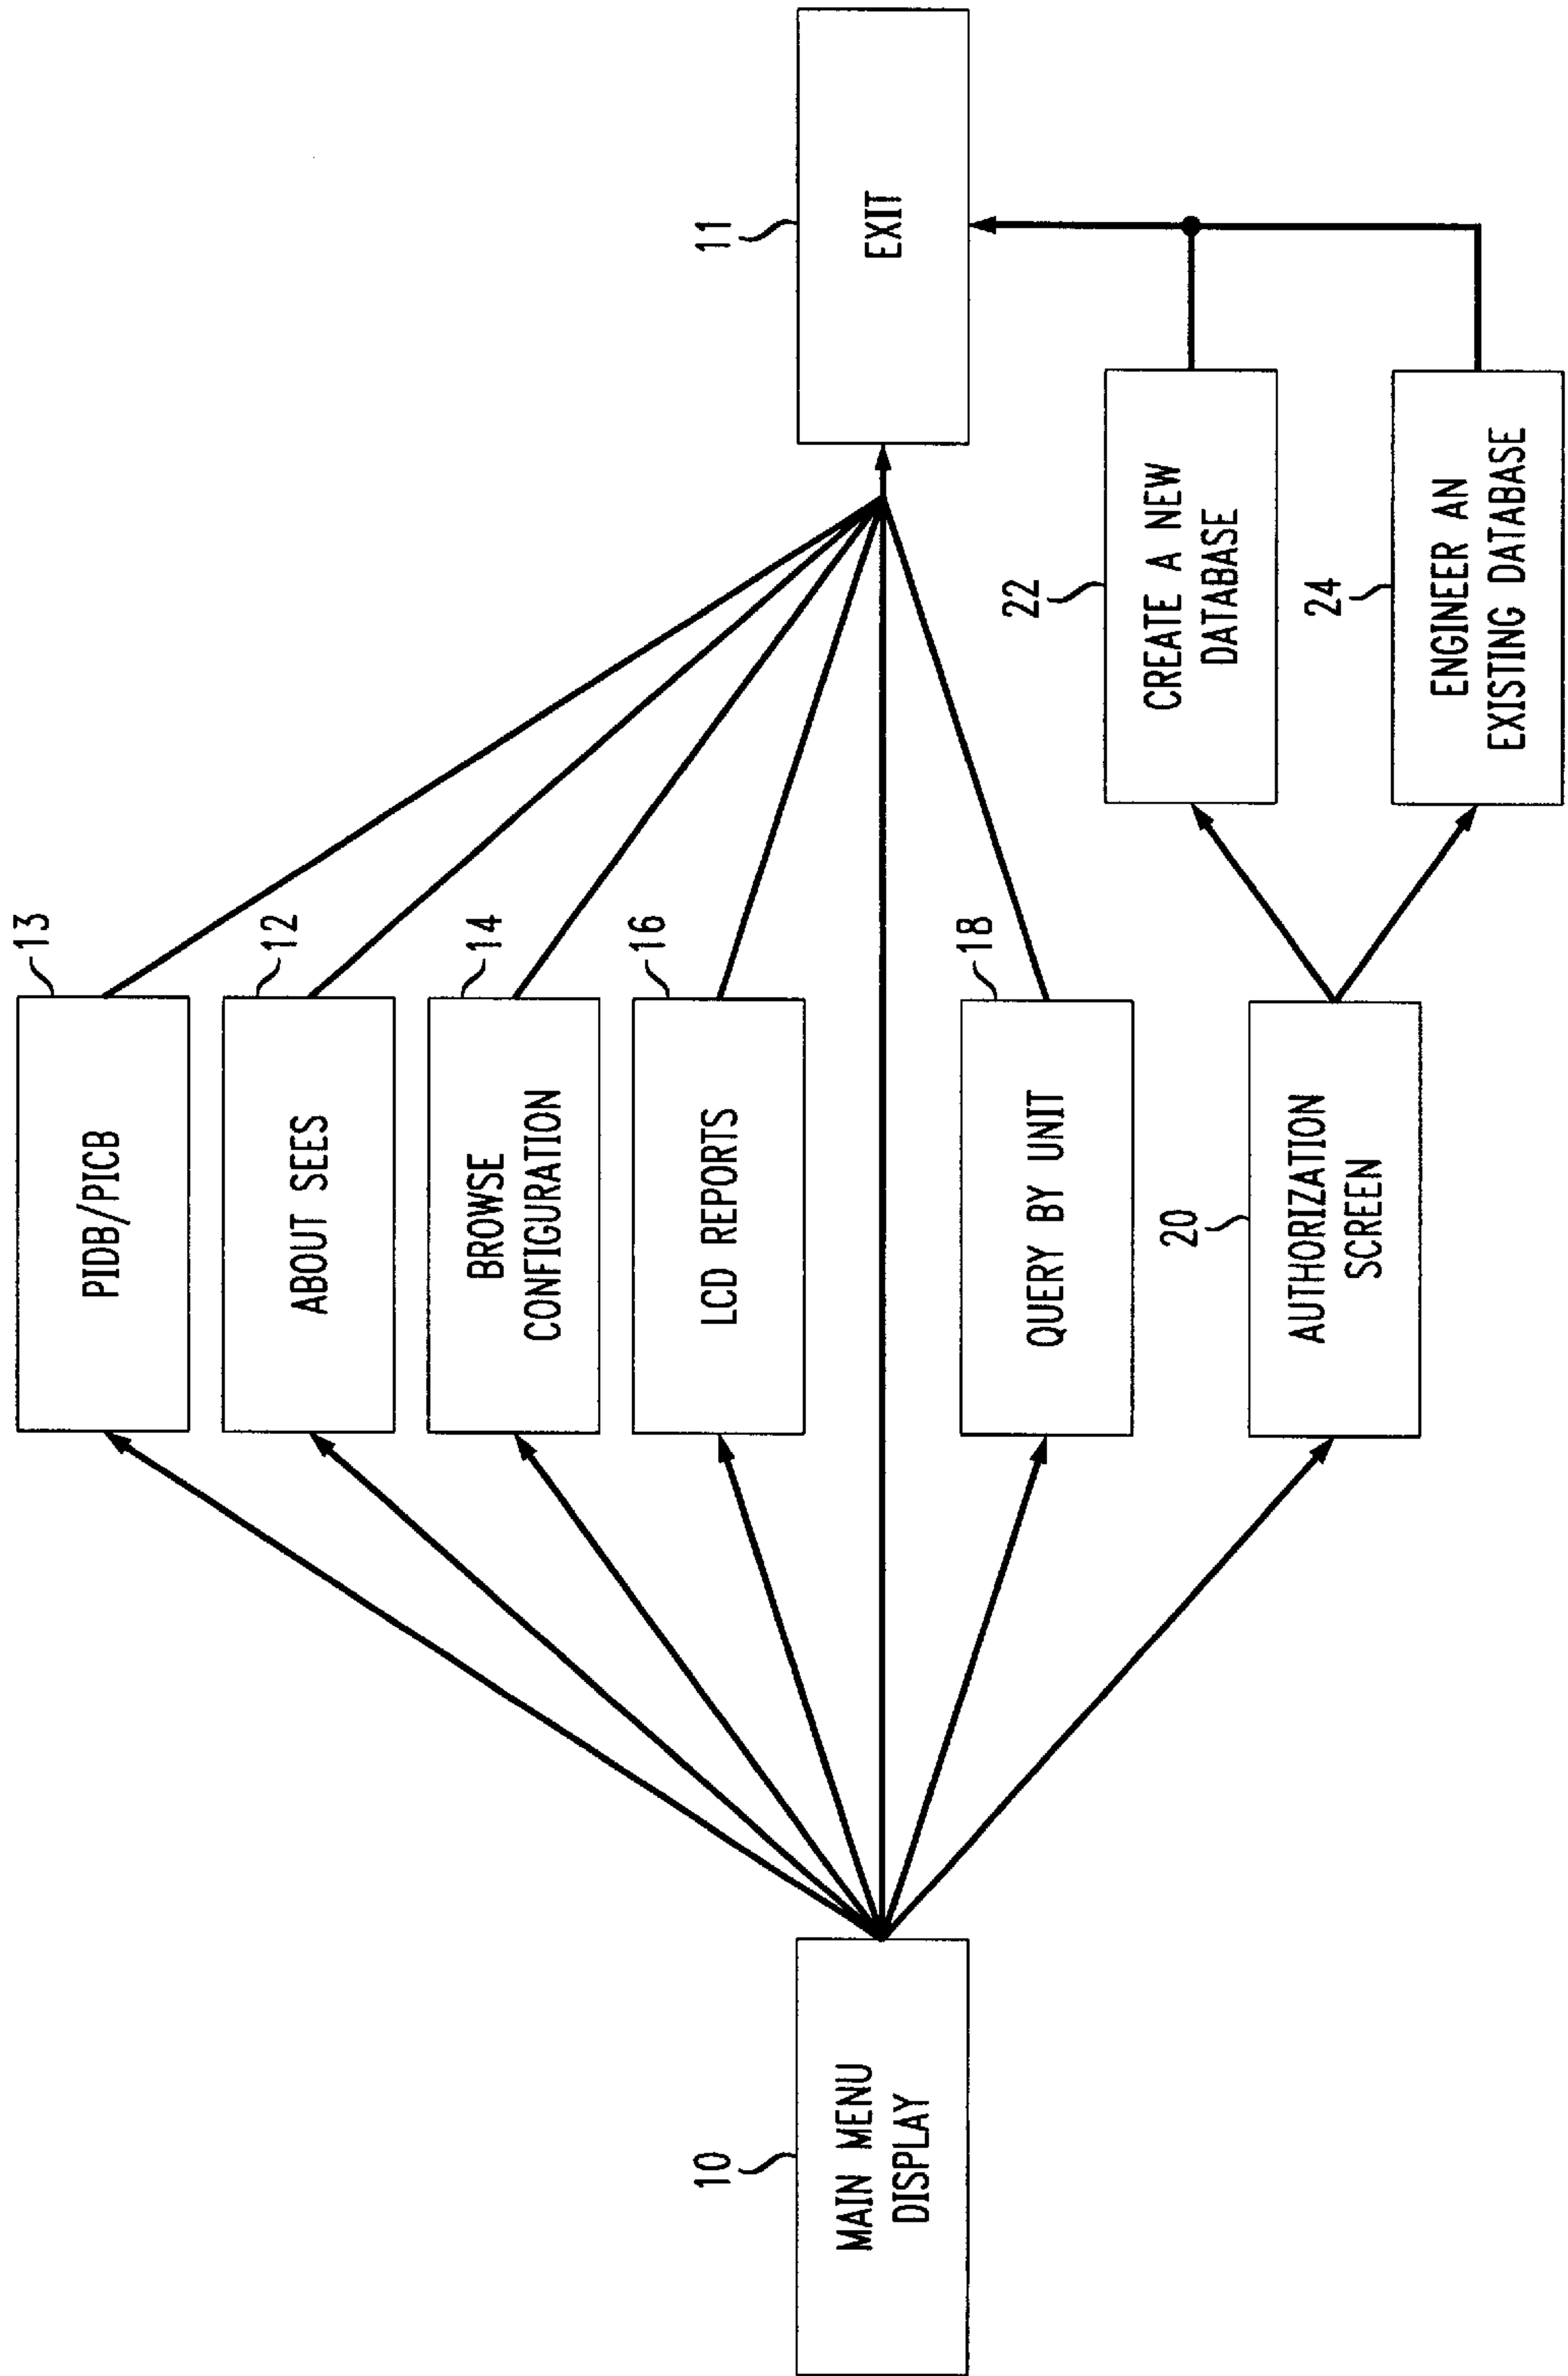 10
MAIN MENU
DISPLAY
13
PIDB/PICB
12
ABOUT SEES
14
BROWSE
CONFIGURATION
16
LCD REPORTS
18
QUERY BY UNIT
20
AUTHORIZATION
SCREEN
11
EXIT
22
CREATE A NEW
DATABASE
24
ENGINEER AN
EXISTING DATABASE